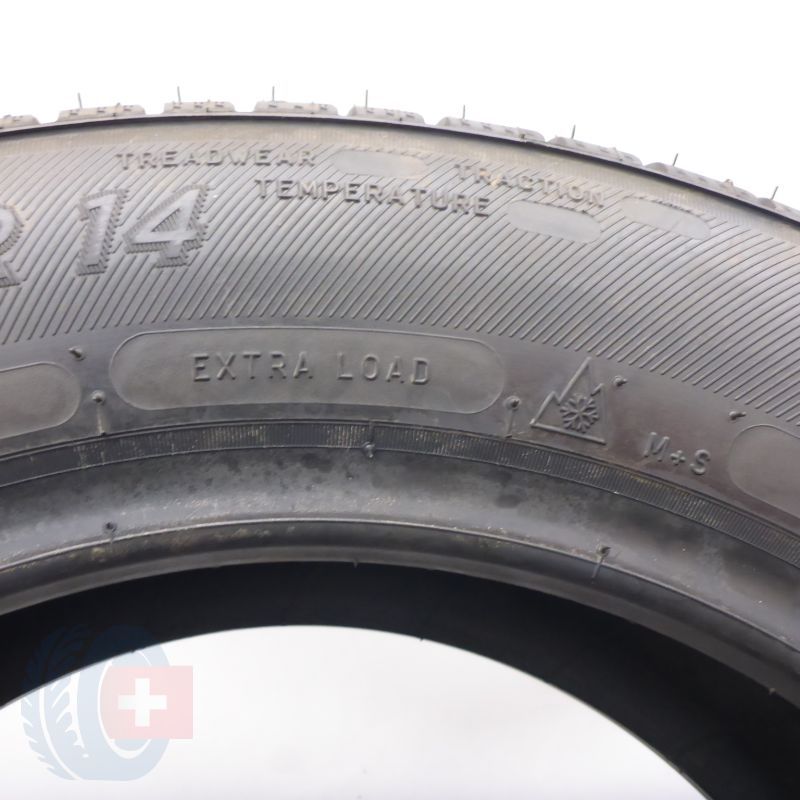 TREADWEAR TRACTION
TEMPERATURE
R 14
EXTRA LOAD
M+S